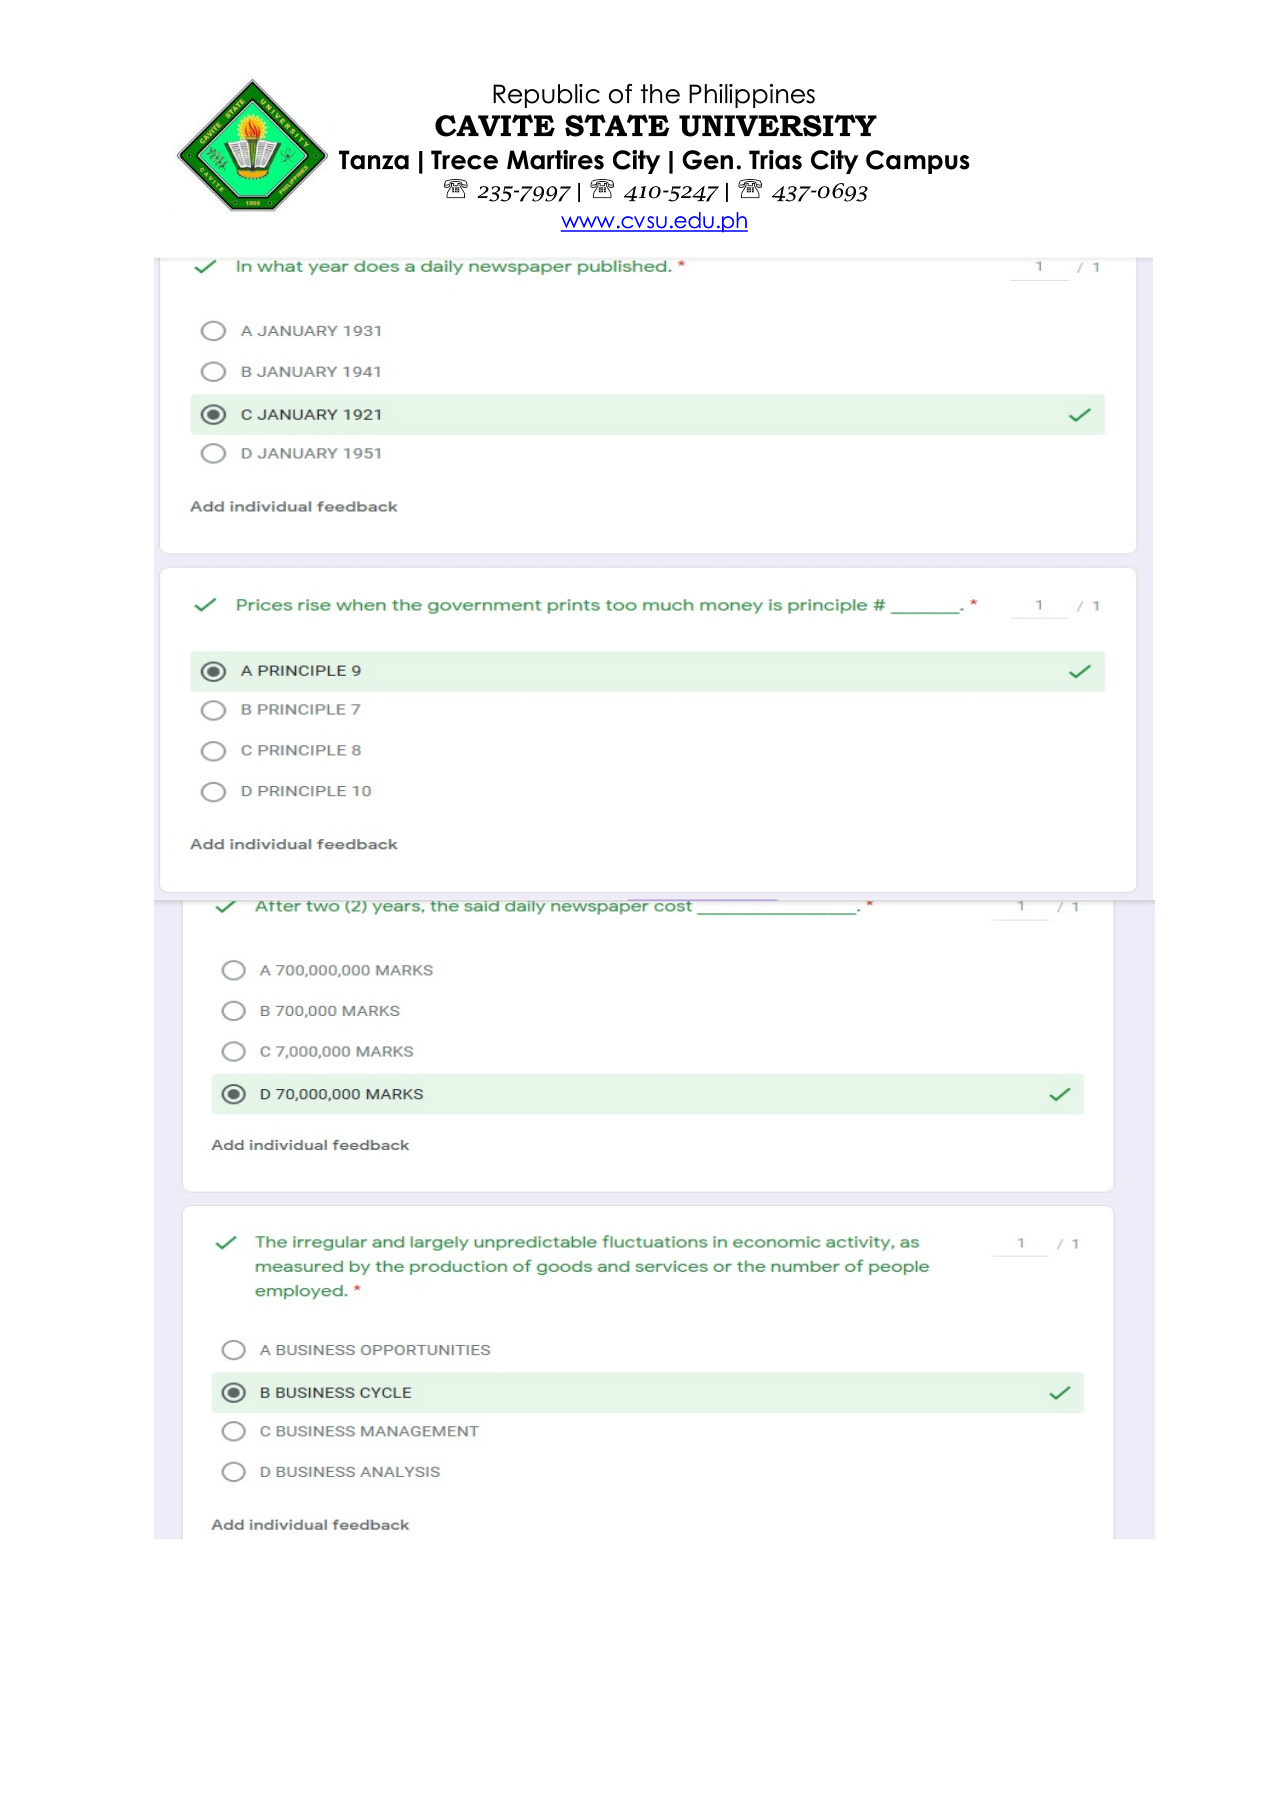 Republic of the Philippines
CAVITE STATE UNIVERSITY
Tanza | Trece Martires City | Gen. Trias City Campus
☏ 235-7997 | ☏ 410-5247 | ☏ 437-0693
www.cvsu.edu.ph
CAVITE STATE UNIVERSITY
CAVITE PHILIPPINES
1906
In what year does a daily newspaper published. * 1 / 1
A JANUARY 1931
B JANUARY 1941
C JANUARY 1921
D JANUARY 1951
Add individual feedback
Prices rise when the government prints too much money is principle # _______. * 1 / 1
A PRINCIPLE 9
B PRINCIPLE 7
C PRINCIPLE 8
D PRINCIPLE 10
Add individual feedback
After two (2) years, the said daily newspaper cost _________________. * 1 / 1
A 700,000,000 MARKS
B 700,000 MARKS
C 7,000,000 MARKS
D 70,000,000 MARKS
Add individual feedback
The irregular and largely unpredictable fluctuations in economic activity, as 1 / 1
measured by the production of goods and services or the number of people
employed. *
A BUSINESS OPPORTUNITIES
B BUSINESS CYCLE
C BUSINESS MANAGEMENT
D BUSINESS ANALYSIS
Add individual feedback